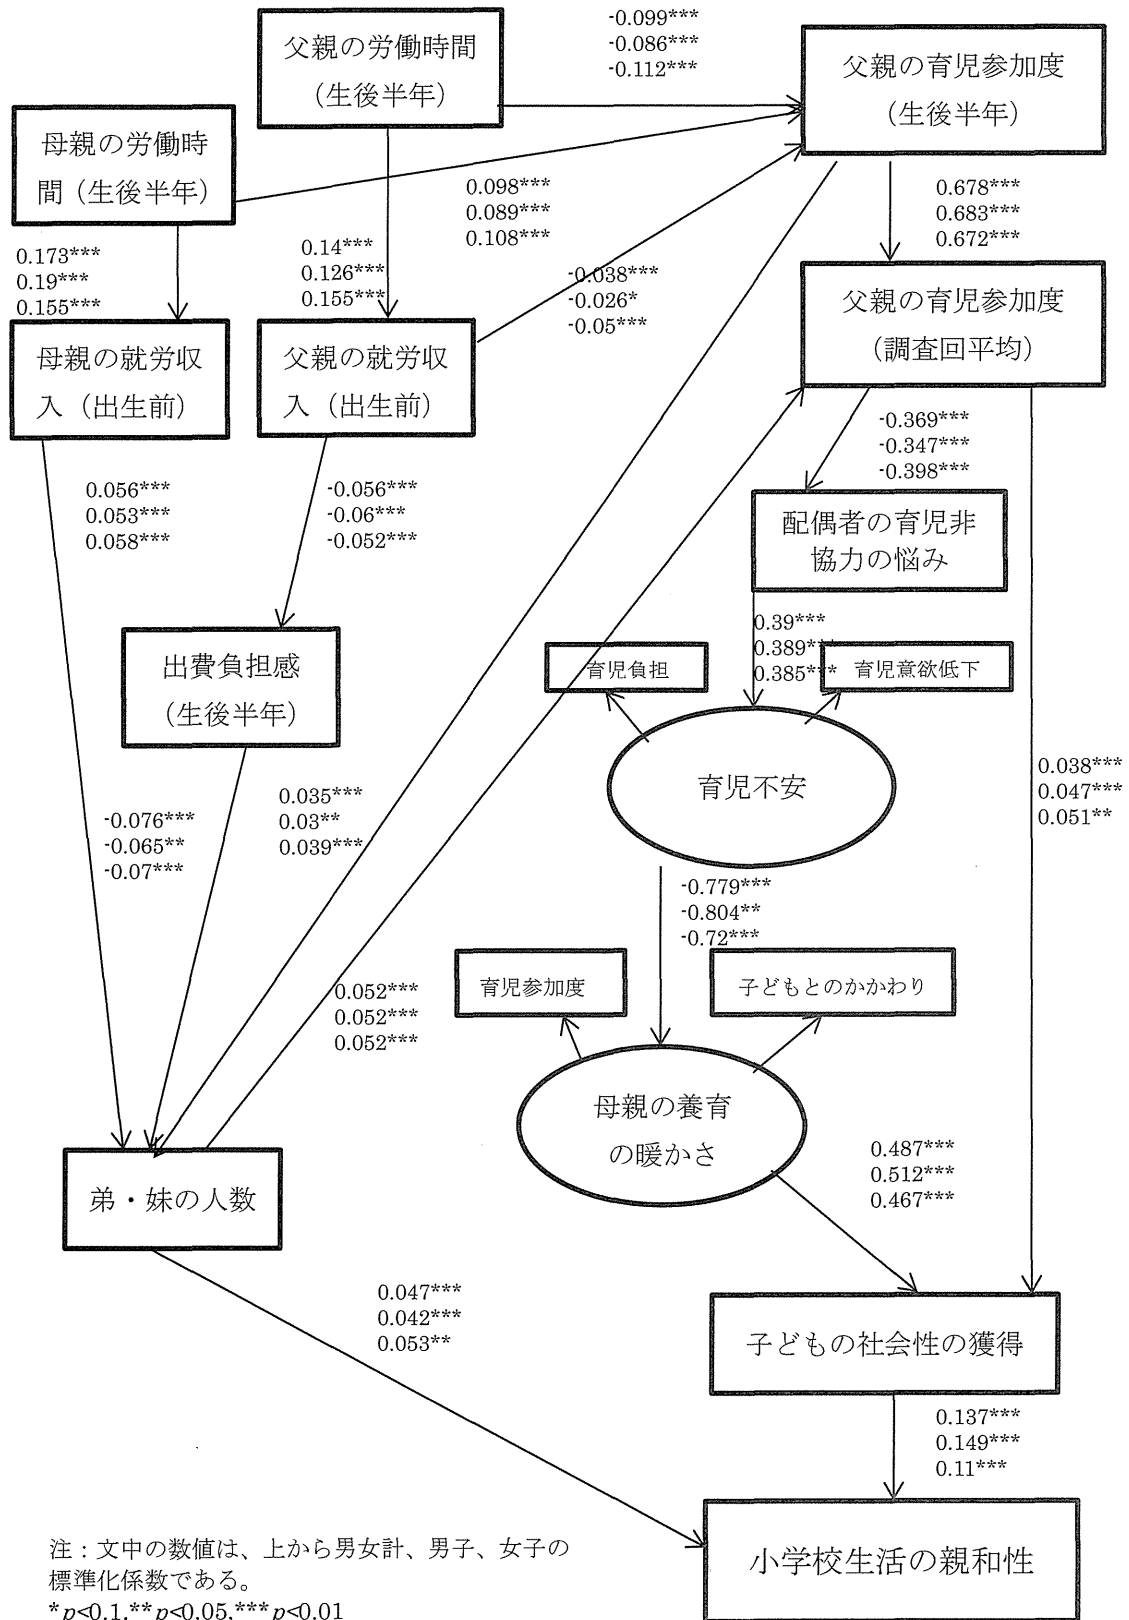 父親の労働時間
(生後半年)
-0.099***
-0.086***
-0.112***
父親の育児参加度
(生後半年)
母親の労働時
間(生後半年)
0.098***
0.089***
0.108***
0.678***
0.683***
0.672***
0.173***
0.19***
0.155***
0.14***
0.126***
0.155***
-0.038***
-0.026*
-0.05***
母親の就労収
入(出生前)
父親の就労収
入(出生前)
父親の育児参加度
(調査回平均)
-0.369***
-0.347***
-0.398***
0.056***
0.053***
0.058***
-0.056***
-0.06***
-0.052***
配偶者の育児非
協力の悩み
0.39***
0.389***
0.385***
出費負担感
(生後半年)
育児負担
育児意欲低下
育児不安
0.038***
0.047***
0.051**
-0.076***
-0.065**
-0.07***
0.035***
0.03**
0.039***
-0.779***
-0.804**
-0.72***
育児参加度
子どもとのかかわり
0.052***
0.052***
0.052***
母親の養育
の暖かさ
0.487***
0.512***
0.467***
弟・妹の人数
0.047***
0.042***
0.053**
子どもの社会性の獲得
0.137***
0.149***
0.11***
小学校生活の親和性
注：文中の数値は、上から男女計、男子、女子の
標準化係数である。
*p<0.1,**p<0.05,***p<0.01